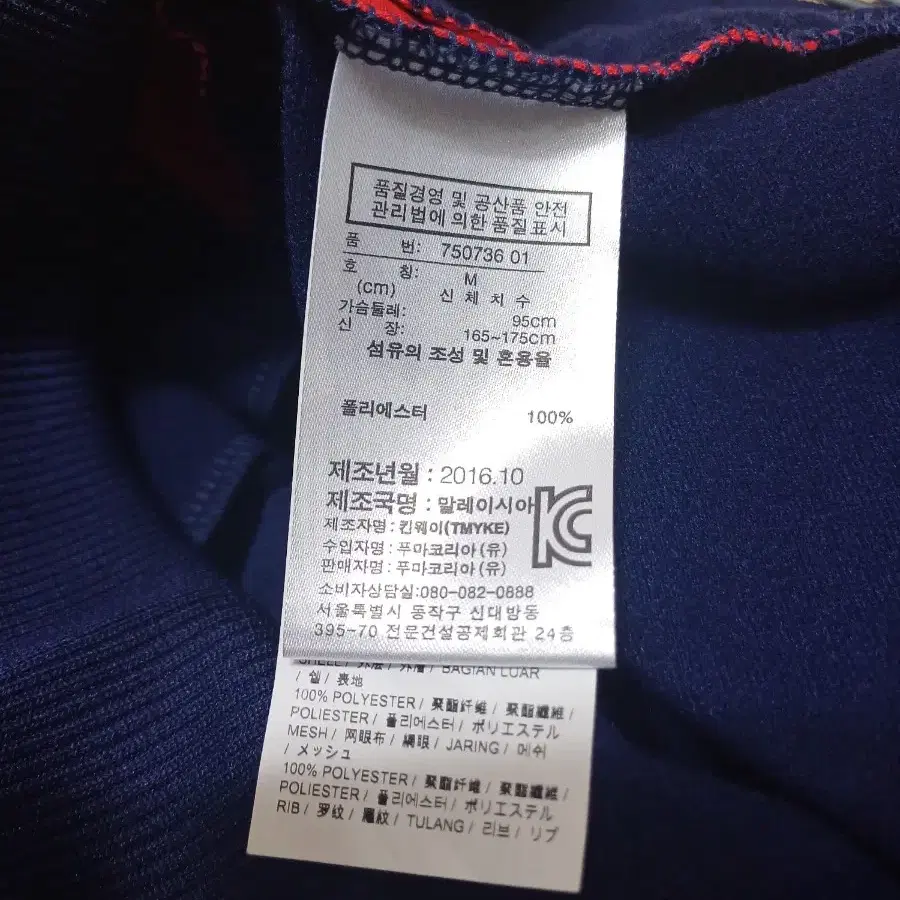 품질경영 및 공산품 안전
관리법에 의한 품질표시
품 번: 750736 01
호 칭: M
(cm) 신 체 치 수
가슴둘레: 95cm
신 장: 165~175cm
섬유의 조성 및 혼용율
폴리에스터 100%
제조년월 : 2016.10
제조국명 : 말레이시아
제조자명 : 킨웨이(TMYKE)
수입자명 : 푸마코리아 (유)
판매자명 : 푸마코리아 (유)
소비자상담실:080-082-0888
서울특별시 동작구 신대방동
395-70 전문건설공제회관 24층
SHELL / 外层 / 外層 / BAGIAN LUAR
/ 쉘 / 表地
100% POLYESTER / 聚酯纤维 / 聚酯纖維 /
POLIESTER / 폴리에스터 / ポリエステル
MESH / 网眼布 / 網眼 / JARING / 메쉬
/ メッシュ
100% POLYESTER / 聚酯纤维 / 聚酯纖維 /
POLIESTER / 폴리에스터 / ポリエステル
RIB / 罗纹 / 羅紋 / TULANG / 리브 / リブ